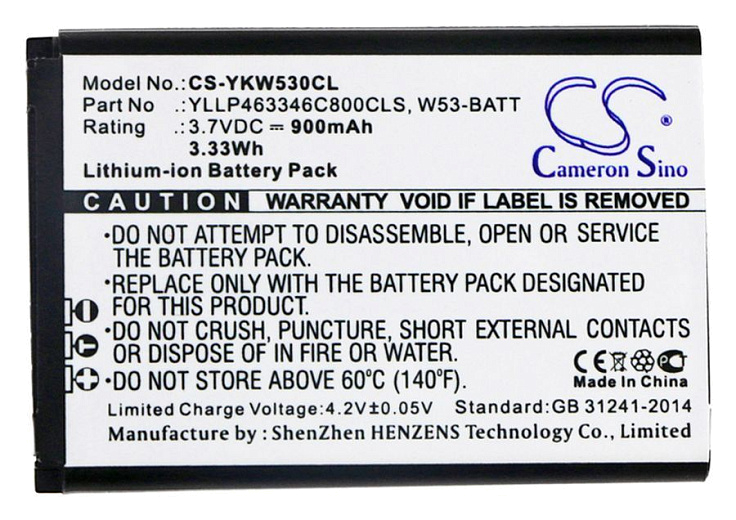 Model No.: CS-YKW530CL
Part No .: YLLP463346C800CLS, W53-BATT
Rating .: 3.7VDC ⎓ 900mAh
3.33Wh
Lithium-ion Battery Pack
CS ®
Cameron Sino
CAUTION WARRANTY VOID IF LABEL IS REMOVED
·DO NOT ATTEMPT TO DISASSEMBLE, OPEN OR SERVICE
THE BATTERY PACK.
·REPLACE ONLY WITH THE BATTERY PACK DESIGNATED
FOR THIS PRODUCT.
·DO NOT CRUSH, PUNCTURE, SHORT EXTERNAL CONTACTS
OR DISPOSE OF IN FIRE OR WATER.
·DO NOT STORE ABOVE 60°C (140°F).
CE PCT
Made In China
Limited Charge Voltage:4.2V±0.05V Standard:GB 31241-2014
Manufacture by : ShenZhen HENZENS Technology Co., Limited